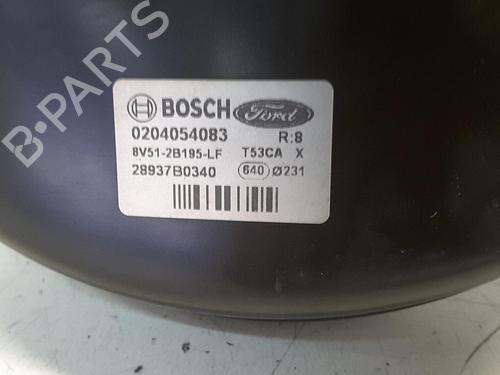 B-PARTS
BOSCH Ford
0204054083 R:8
8V51-2B195-LF T53CA X
28937B0340 640 Ø231